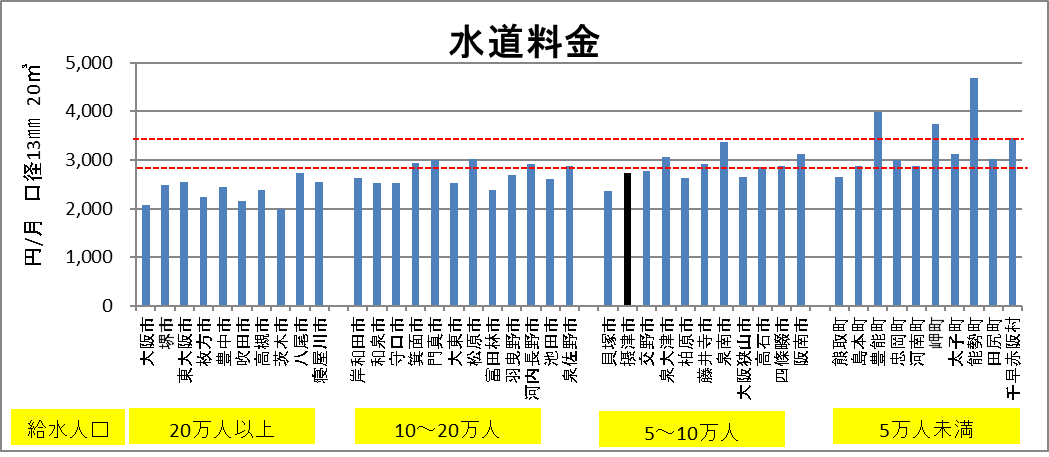 水道料金
円/月 口径13㎜ 20㎥
5,000
4,000
3,000
2,000
1,000
0
大阪市
堺市
東大阪市
枚方市
豊中市
吹田市
高槻市
茨木市
八尾市
寝屋川市
岸和田市
和泉市
守口市
箕面市
門真市
大東市
松原市
富田林市
羽曳野市
河内長野市
池田市
泉佐野市
貝塚市
摂津市
交野市
泉大津市
柏原市
藤井寺市
泉南市
大阪狭山市
高石市
四條畷市
阪南市
熊取町
島本町
豊能町
忠岡町
河南町
岬町
太子町
能勢町
田尻町
千早赤阪村
給水人口
20万人以上
10～20万人
5～10万人
5万人未満